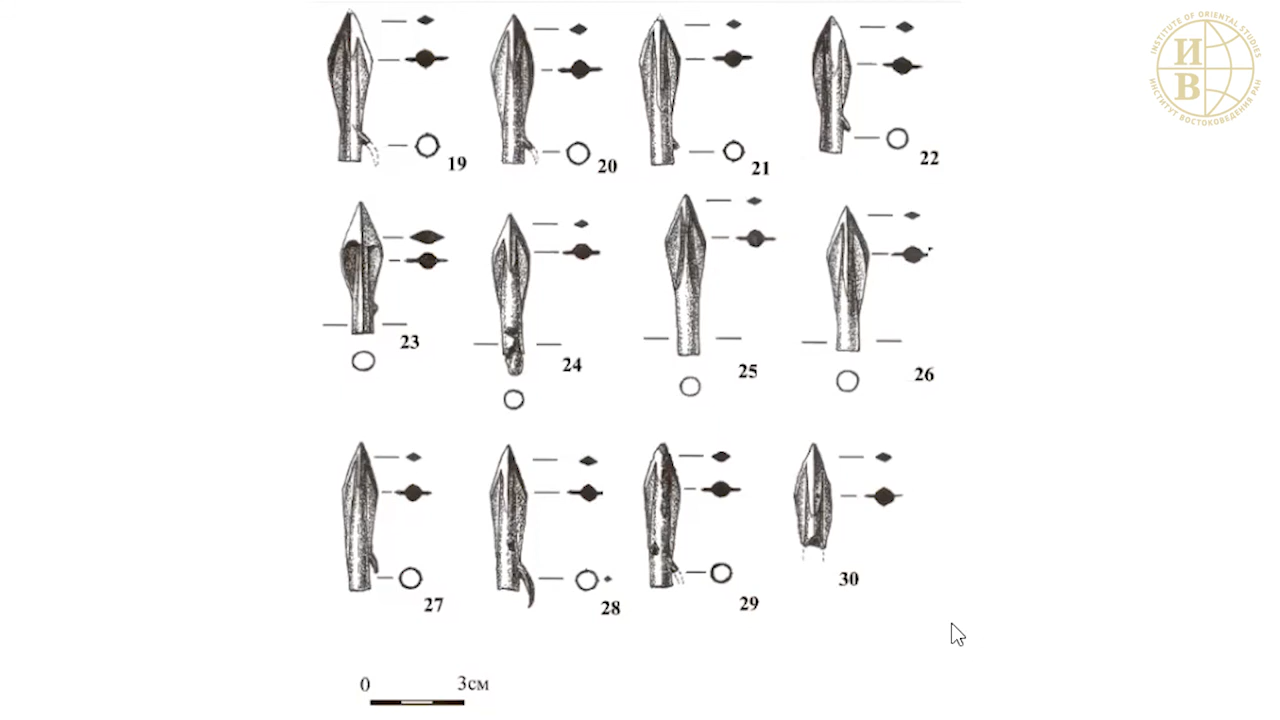 INSTITUTE OF ORIENTAL STUDIES
И
В
ИНСТИТУТ ВОСТОКОВЕДЕНИЯ РАН
19
20
21
22
23
24
25
26
27
28
29
30
0 3см